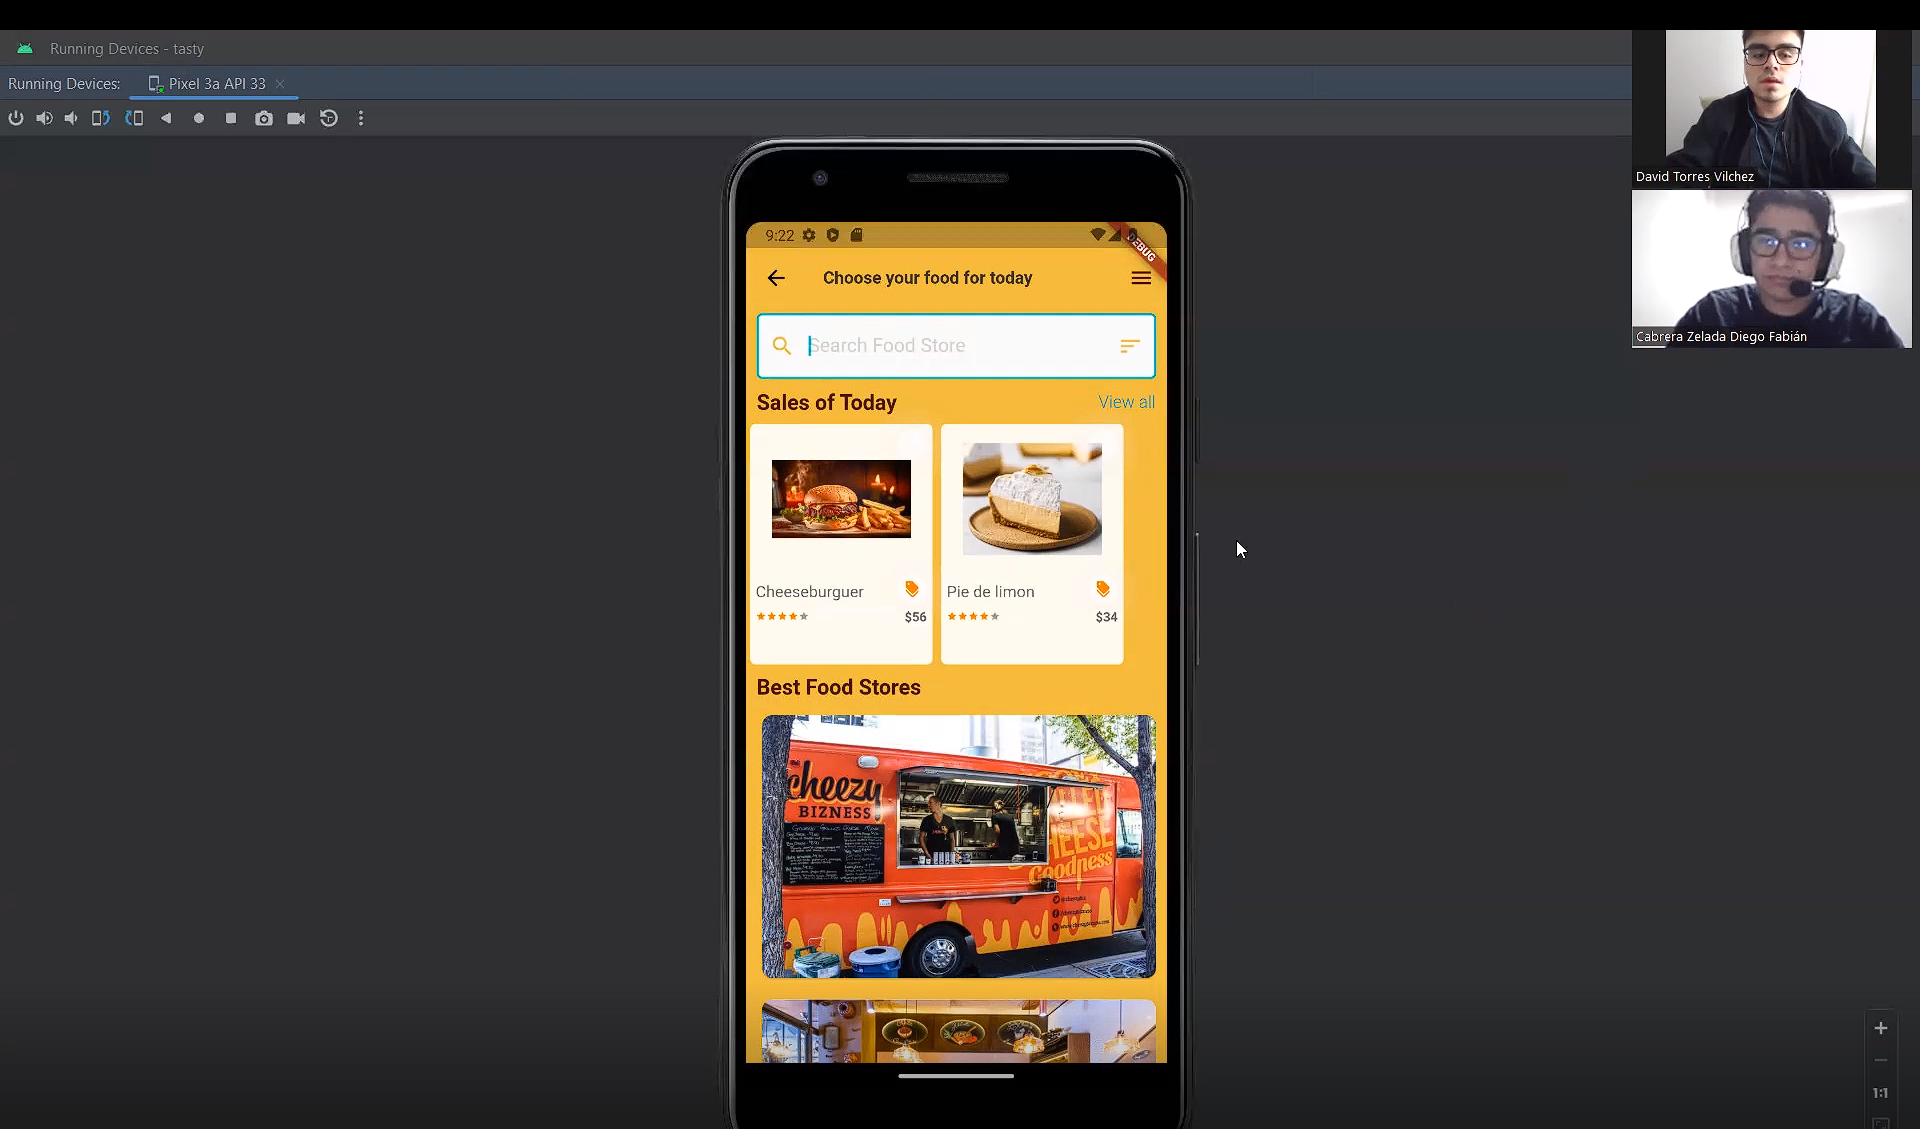 Running Devices - tasty
Running Devices:
Pixel 3a API 33
David Torres Vilchez
Cabrera Zelada Diego Fabián
9:22
DEBUG
Choose your food for today
Search Food Store
Sales of Today
View all
Cheeseburguer
$56
Pie de limon
$34
Best Food Stores
cheezy
BIZNESS
CHEESE
Goodness
1:1